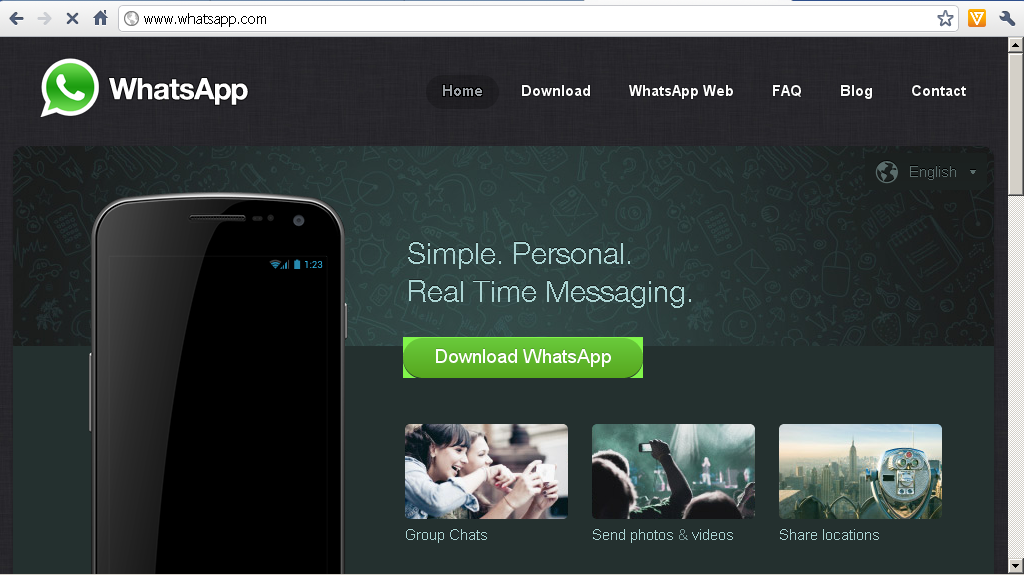 www.whatsapp.com
WhatsApp
Home Download WhatsApp Web FAQ Blog Contact
English
1:23
Simple. Personal.
Real Time Messaging.
Download WhatsApp
Group Chats Send photos & videos Share locations